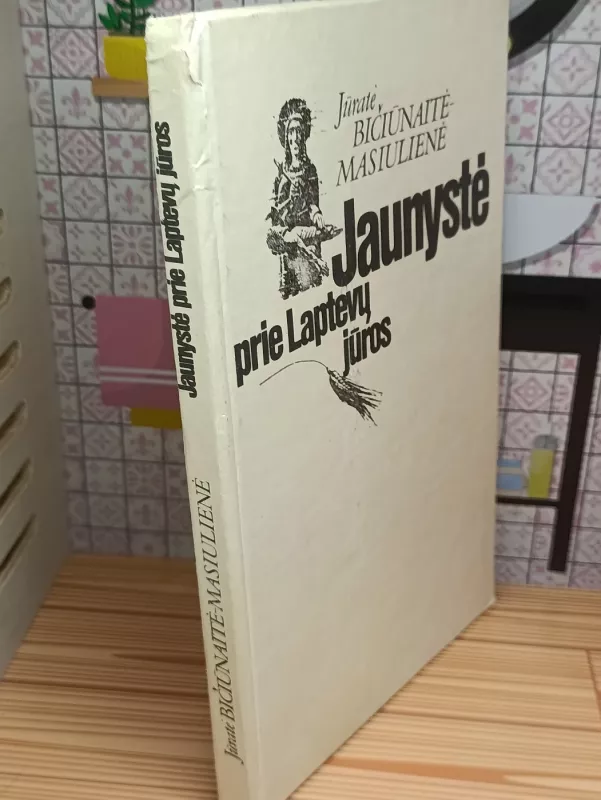 Jūratė
BIČIŪNAITĖ-
MASIULIENĖ
Jaunystė
prie Laptevų
jūros
Jaunystė prie Laptevų jūros
Jūratė BIČIŪNAITĖ-MASIULIENĖ